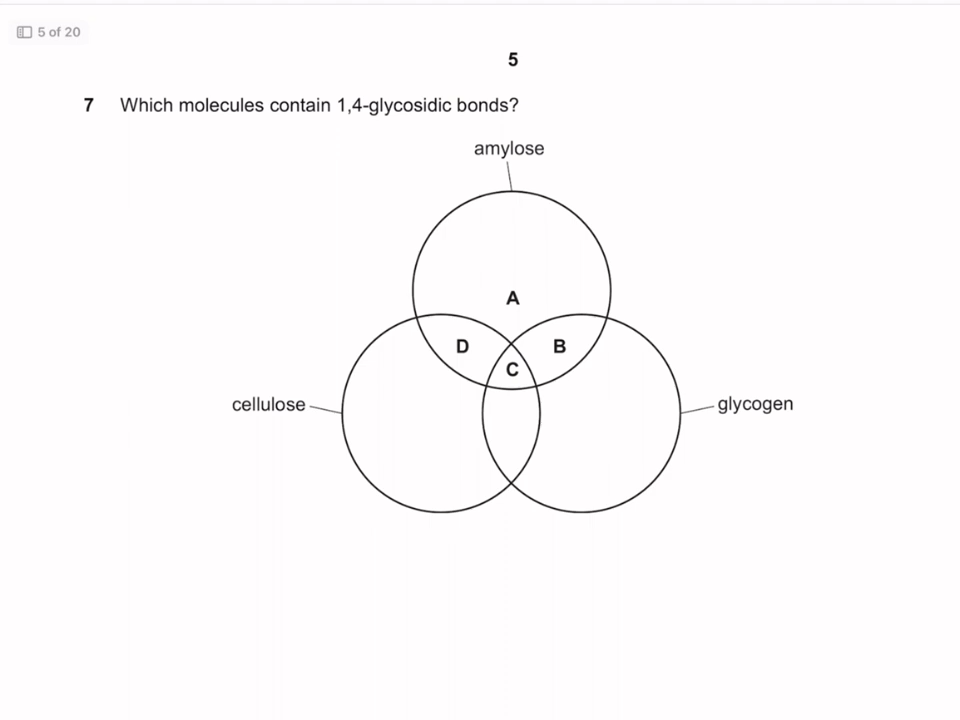 5 of 20
5
7 Which molecules contain 1,4-glycosidic bonds?
amylose
A
D
B
C
cellulose
glycogen